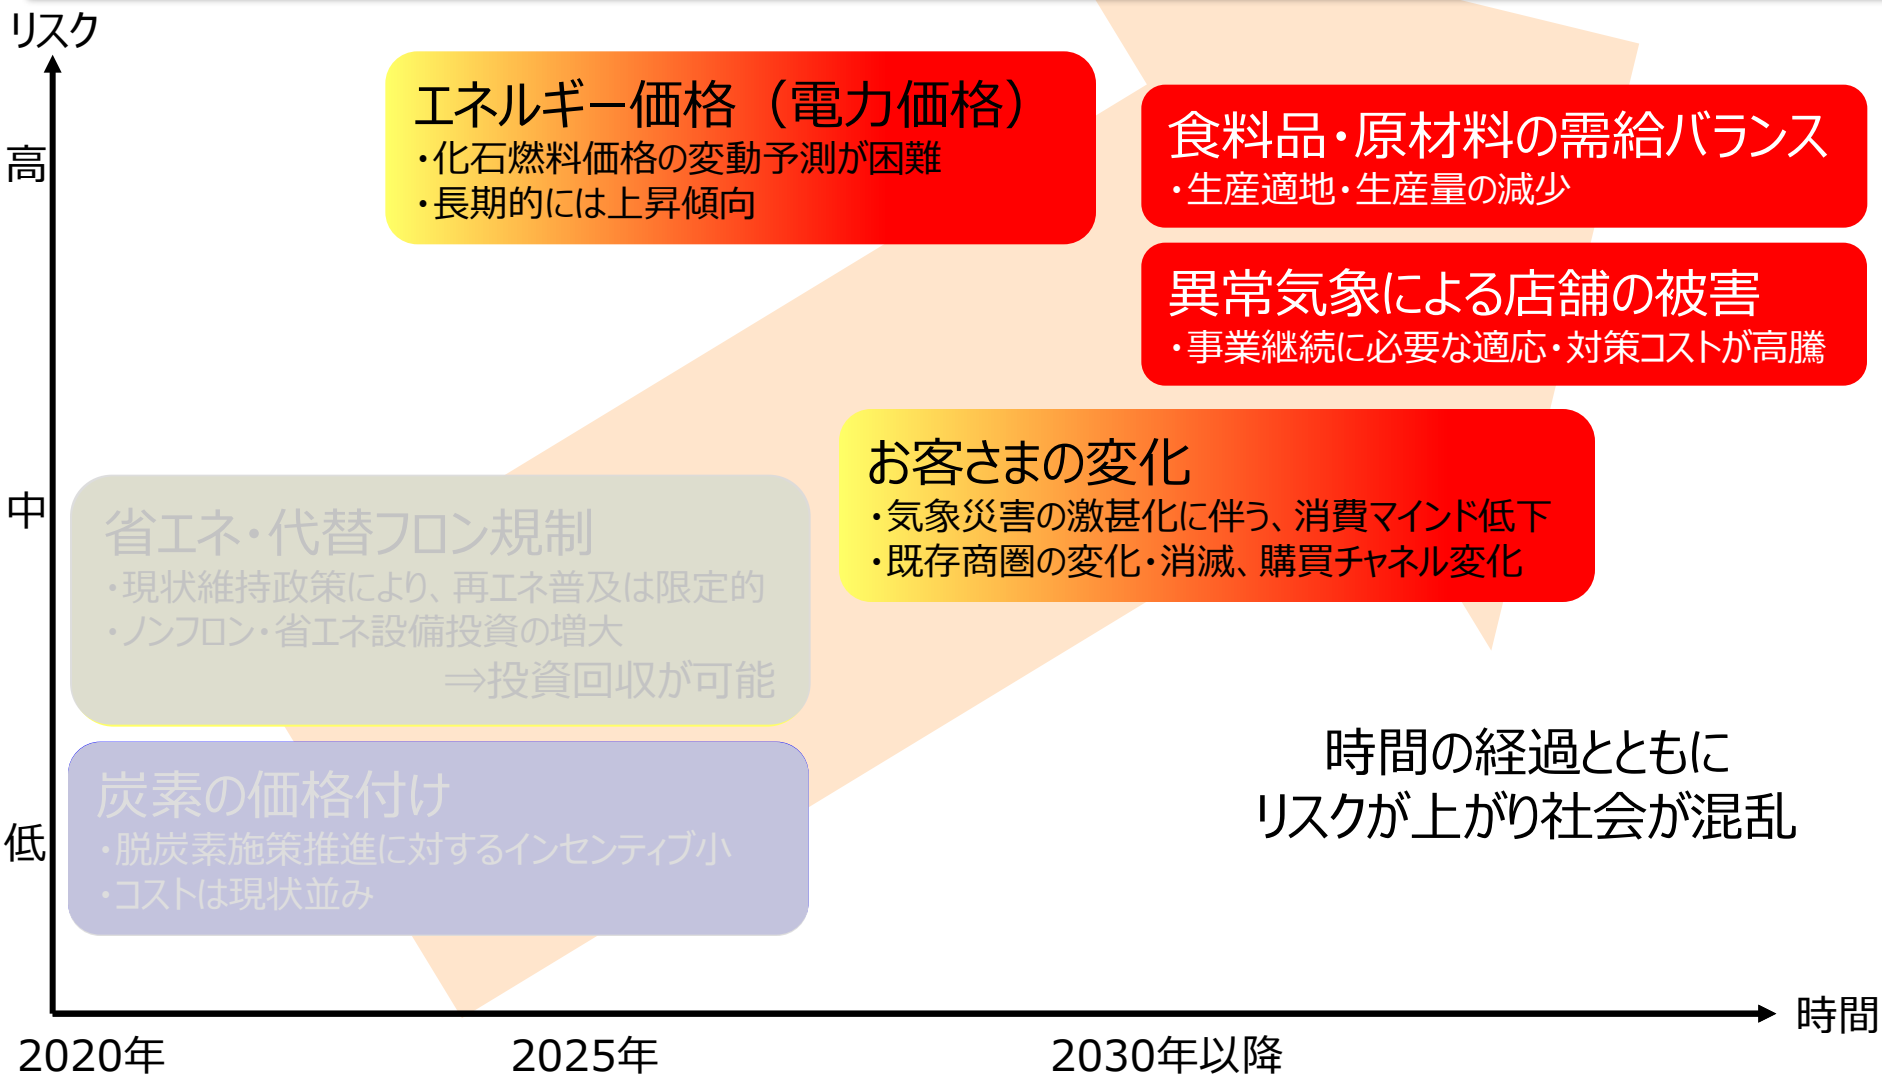 リスク
高
中
低
エネルギー価格（電力価格）
・化石燃料価格の変動予測が困難
・長期的には上昇傾向
食料品・原材料の需給バランス
・生産適地・生産量の減少
異常気象による店舗の被害
・事業継続に必要な適応・対策コストが高騰
お客さまの変化
・気象災害の激甚化に伴う、消費マインド低下
・既存商圏の変化・消滅、購買チャネル変化
省エネ・代替フロン規制
・現状維持政策により、再エネ普及は限定的
・ノンフロン・省エネ設備投資の増大
⇒投資回収が可能
炭素の価格付け
・脱炭素施策推進に対するインセンティブ小
・コストは現状並み
時間の経過とともに
リスクが上がり社会が混乱
時間
2020年
2025年
2030年以降